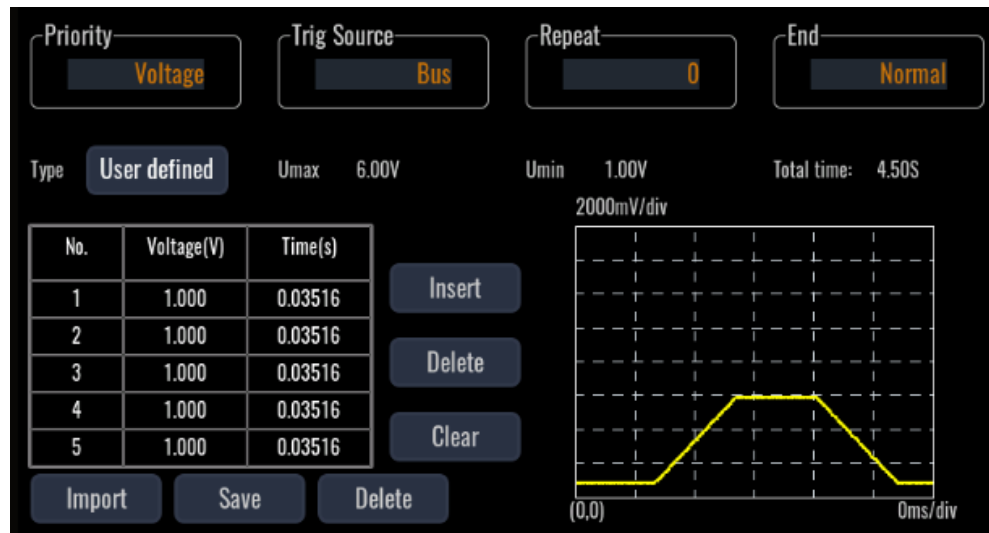 Priority
Voltage
Trig Source
Bus
Repeat
0
End
Normal
Type User defined Umax 6.00V Umin 1.00V Total time: 4.50S
2000mV/div
No. Voltage(V) Time(s)
1 1.000 0.03516
2 1.000 0.03516
3 1.000 0.03516
4 1.000 0.03516
5 1.000 0.03516
Insert
Delete
Clear
Import Save Delete
(0,0) 0ms/div